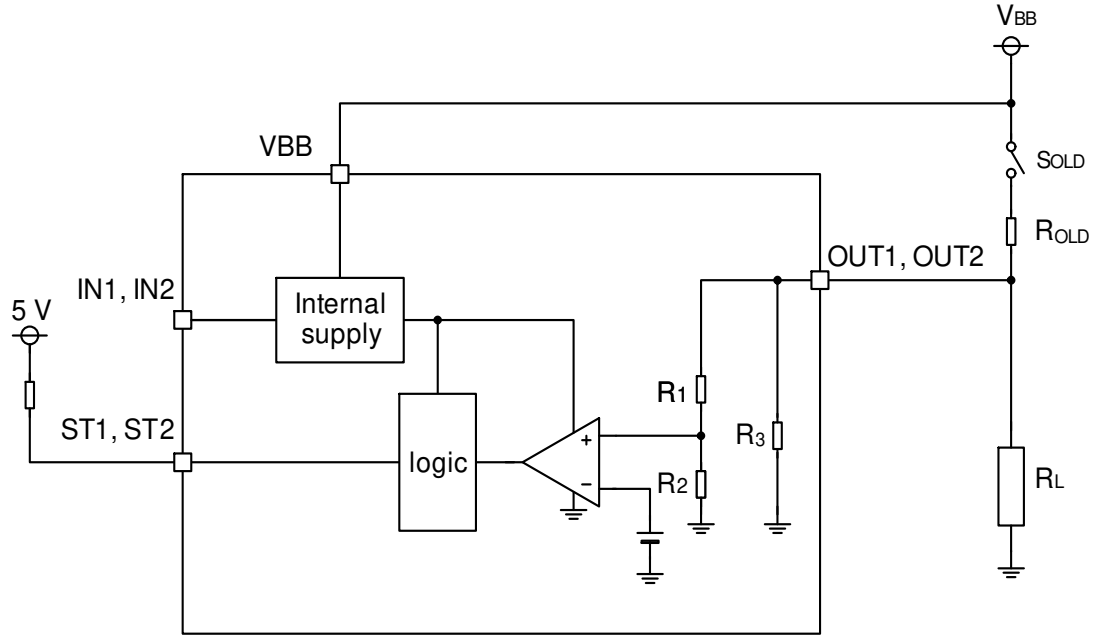 VBB
VBB
SOLD
ROLD
OUT1, OUT2
IN1, IN2
Internal
supply
5 V
R1
ST1, ST2
+
R3
logic
R2
−
RL